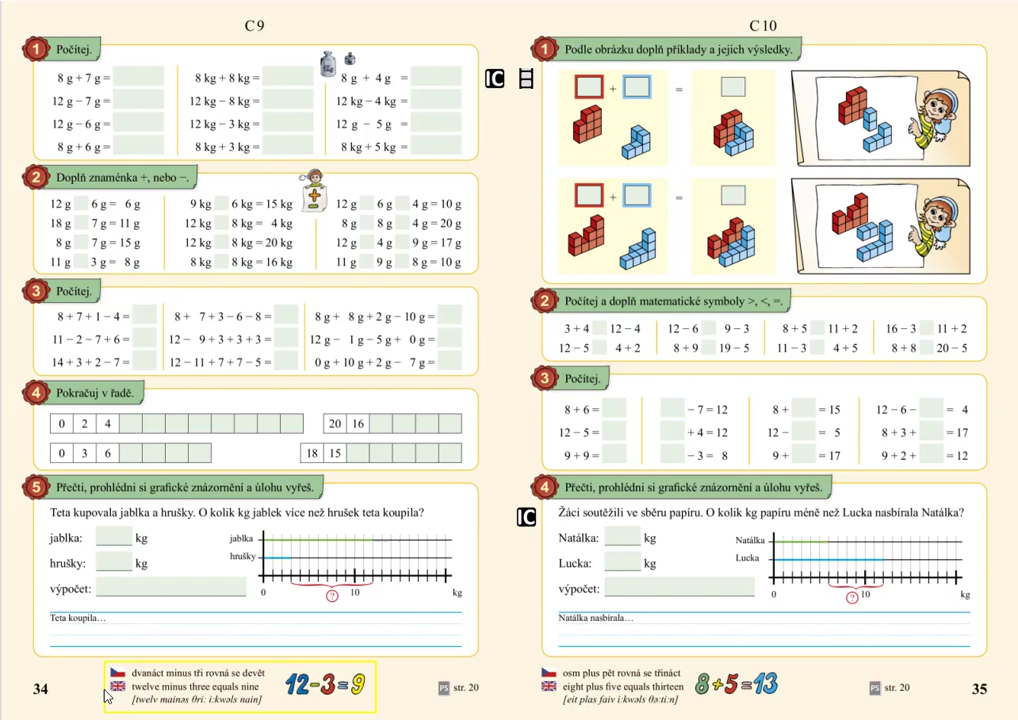 C 9
1 Počítej.
8 g + 7 g = 8 kg + 8 kg = 8 g + 4 g =
12 g − 7 g = 12 kg − 8 kg = 12 kg − 4 kg =
12 g − 6 g = 12 kg − 3 kg = 12 g − 5 g =
8 g + 6 g = 8 kg + 3 kg = 8 kg + 5 kg =
2 Doplň znaménka +, nebo −.
+
−
12 g 6 g = 6 g 9 kg 6 kg = 15 kg 12 g 6 g 4 g = 10 g
18 g 7 g = 11 g 12 kg 8 kg = 4 kg 8 g 8 g 4 g = 20 g
8 g 7 g = 15 g 12 kg 8 kg = 20 kg 12 g 4 g 9 g = 17 g
11 g 3 g = 8 g 8 kg 8 kg = 16 kg 11 g 9 g 8 g = 10 g
3 Počítej.
8 + 7 + 1 − 4 = 8 + 7 + 3 − 6 − 8 = 8 g + 8 g + 2 g − 10 g =
11 − 2 − 7 + 6 = 12 − 9 + 3 + 3 + 3 = 12 g − 1 g − 5 g + 0 g =
14 + 3 + 2 − 7 = 12 − 11 + 7 + 7 − 5 = 0 g + 10 g + 2 g − 7 g =
4 Pokračuj v řadě.
0 2 4 20 16
0 3 6 18 15
5 Přečti, prohlédni si grafické znázornění a úlohu vyřeš.
Teta kupovala jablka a hrušky. O kolik kg jablek více než hrušek teta koupila?
jablka: kg jablka
hrušky: kg hrušky
výpočet: 0 ? 10 kg
Teta koupila…
34
dvanáct minus tři rovná se devět
twelve minus three equals nine
[twelv mainəs θri: i:kwəls nain]
12-3=9
PS str. 20
C 10
1 Podle obrázku doplň příklady a jejich výsledky.
IC
+ =
+ =
2 Počítej a doplň matematické symboly >, <, =.
3 + 4 12 − 4 12 − 6 9 − 3 8 + 5 11 + 2 16 − 3 11 + 2
12 − 5 4 + 2 8 + 9 19 − 5 11 − 3 4 + 5 8 + 8 20 − 5
3 Počítej.
8 + 6 = − 7 = 12 8 + = 15 12 − 6 − = 4
12 − 5 = + 4 = 12 12 − = 5 8 + 3 + = 17
9 + 9 = − 3 = 8 9 + = 17 9 + 2 + = 12
4 Přečti, prohlédni si grafické znázornění a úlohu vyřeš.
IC
Žáci soutěžili ve sběru papíru. O kolik kg papíru méně než Lucka nasbírala Natálka?
Natálka: kg Natálka
Lucka: kg Lucka
výpočet: 0 ? 10 kg
Natálka nasbírala…
osm plus pět rovná se třináct
eight plus five equals thirteen
[eit plas faiv i:kwəls θə:ti:n]
8+5=13
PS str. 20
35